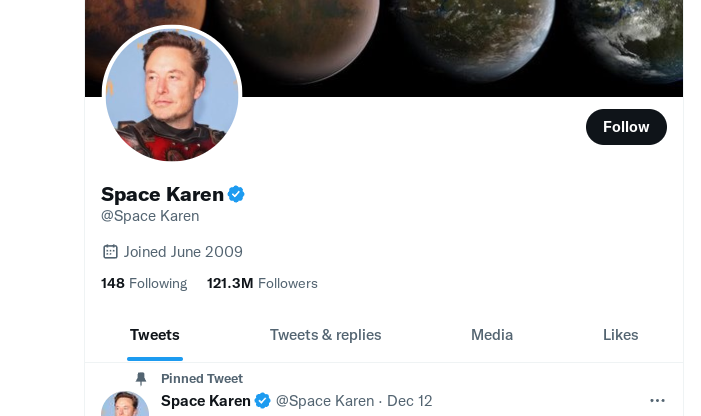 Follow
Space Karen
@Space Karen
Joined June 2009
148 Following 121.3M Followers
Tweets Tweets & replies Media Likes
Pinned Tweet
Space Karen @Space Karen · Dec 12